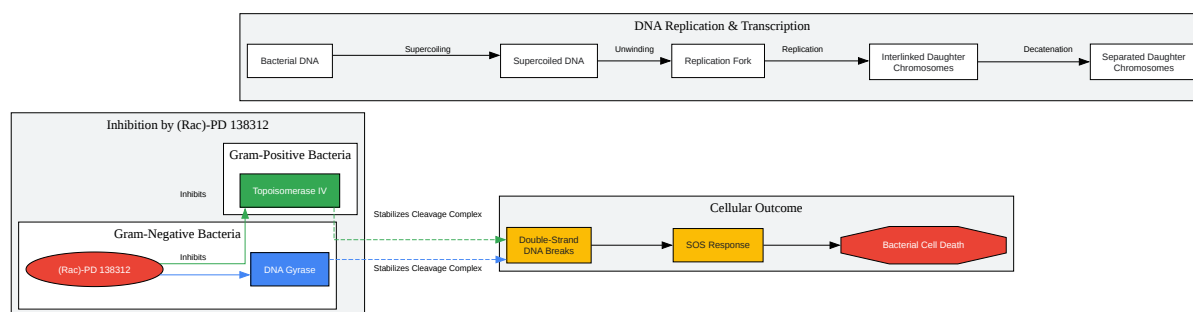 DNA Replication & Transcription
Bacterial DNA
Supercoiling
Supercoiled DNA
Unwinding
Replication Fork
Replication
Interlinked Daughter
Chromosomes
Decatenation
Separated Daughter
Chromosomes
Inhibition by (Rac)-PD 138312
Gram-Positive Bacteria
Inhibits
Topoisomerase IV
Gram-Negative Bacteria
(Rac)-PD 138312
Inhibits
DNA Gyrase
Stabilizes Cleavage Complex
Stabilizes Cleavage Complex
Cellular Outcome
Double-Strand
DNA Breaks
SOS Response
Bacterial Cell Death